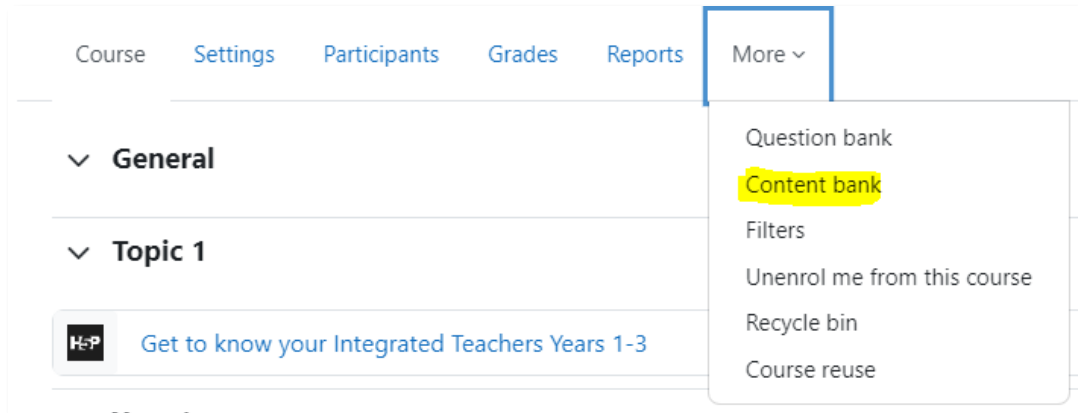 Course Settings Participants Grades Reports More
General
Topic 1
H5P Get to know your Integrated Teachers Years 1-3
Question bank
Content bank
Filters
Unenrol me from this course
Recycle bin
Course reuse